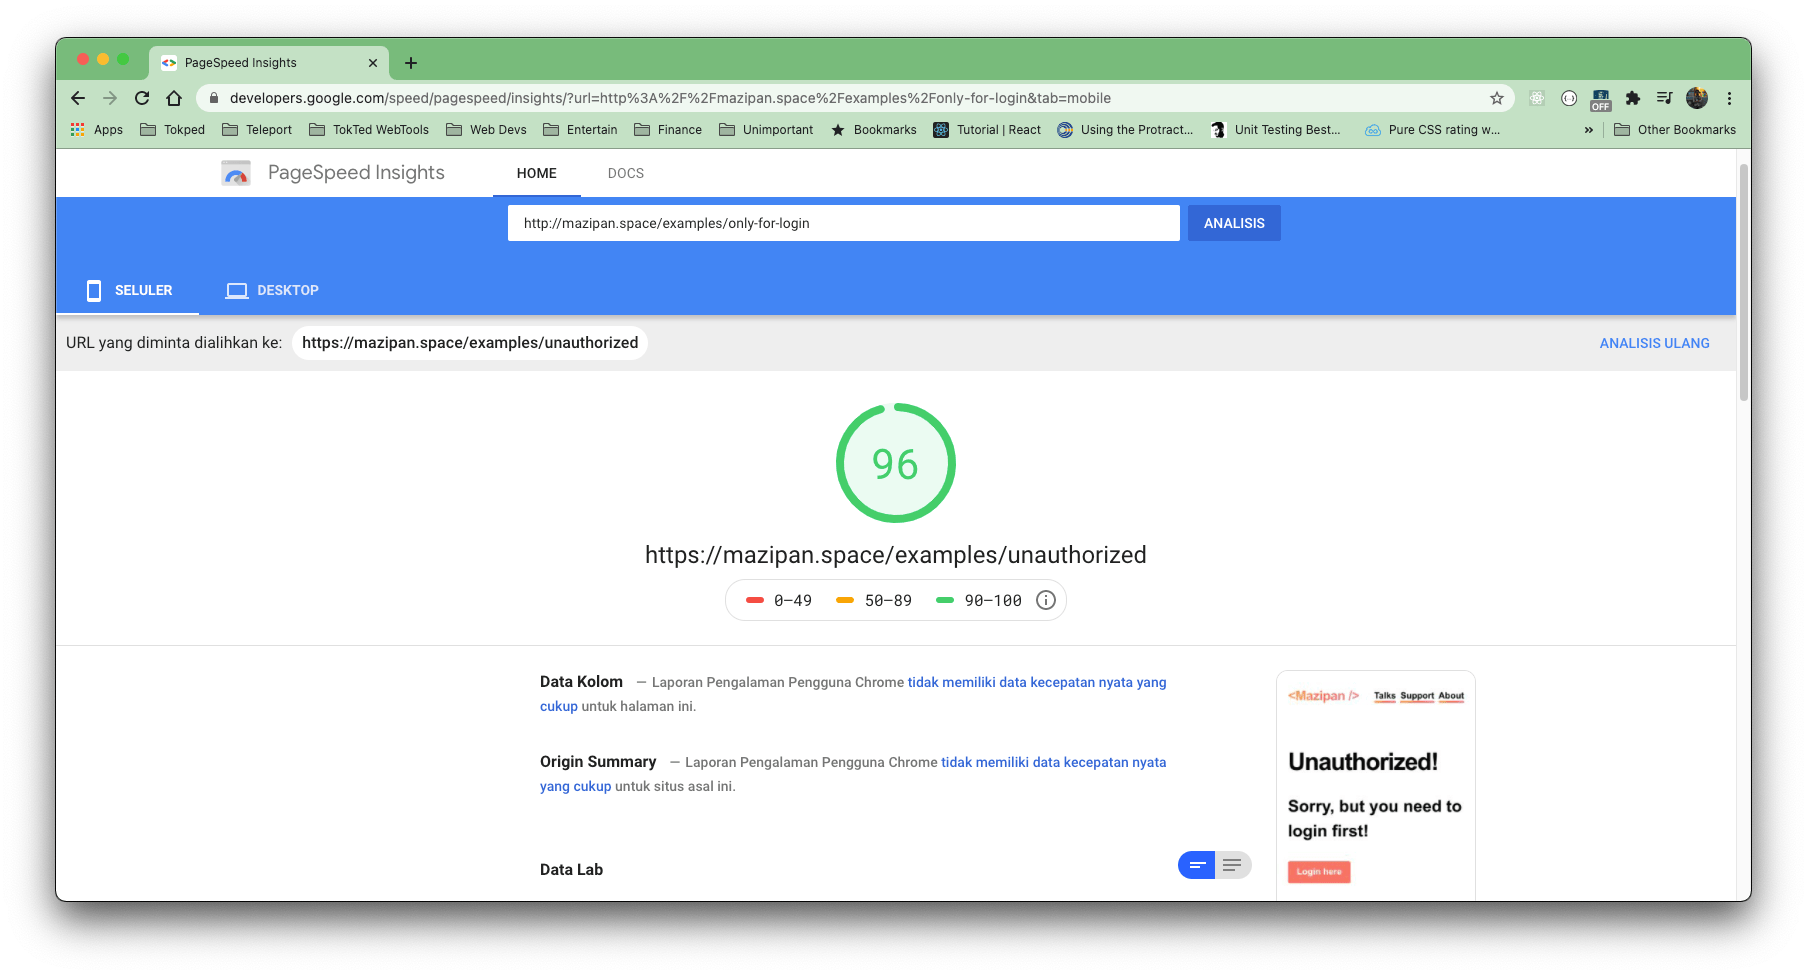 PageSpeed Insights
developers.google.com/speed/pagespeed/insights/?url=http%3A%2F%2Fmazipan.space%2Fexamples%2Fonly-for-login&tab=mobile
OFF
Apps Tokped Teleport TokTed WebTools Web Devs Entertain Finance Unimportant Bookmarks Tutorial | React Using the Protract... Unit Testing Best... Pure CSS rating w... » Other Bookmarks
PageSpeed Insights HOME DOCS
http://mazipan.space/examples/only-for-login ANALISIS
SELULER DESKTOP
URL yang diminta dialihkan ke: https://mazipan.space/examples/unauthorized ANALISIS ULANG
96
https://mazipan.space/examples/unauthorized
0–49 50–89 90–100
Data Kolom — Laporan Pengalaman Pengguna Chrome tidak memiliki data kecepatan nyata yang
cukup untuk halaman ini.
Origin Summary — Laporan Pengalaman Pengguna Chrome tidak memiliki data kecepatan nyata
yang cukup untuk situs asal ini.
Data Lab
<Mazipan /> Talks Support About
Unauthorized!
Sorry, but you need to
login first!
Login here